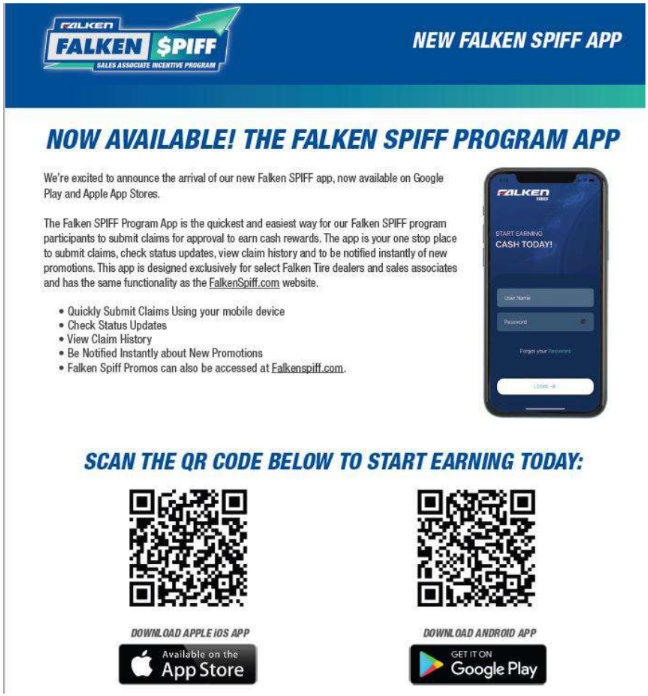 FALKEN
FALKEN $PIFF
SALES ASSOCIATE INCENTIVE PROGRAM
NEW FALKEN SPIFF APP
NOW AVAILABLE! THE FALKEN SPIFF PROGRAM APP
We're excited to announce the arrival of our new Falken SPIFF app, now available on Google
Play and Apple App Stores.
The Falken SPIFF Program App is the quickest and easiest way for our Falken SPIFF program
participants to submit claims for approval to earn cash rewards. The app is your one stop place
to submit claims, check status updates, view claim history and to be notified instantly of new
promotions. This app is designed exclusively for select Falken Tire dealers and sales associates
and has the same functionality as the FalkenSpiff.com website.
• Quickly Submit Claims Using your mobile device
• Check Status Updates
• View Claim History
• Be Notified Instantly about New Promotions
• Falken Spiff Promos can also be accessed at Falkenspiff.com.
FALKEN
TIRES
START EARNING
CASH TODAY!
User Name
Password
Forgot your Password
LOGIN →
SCAN THE QR CODE BELOW TO START EARNING TODAY:
DOWNLOAD APPLE iOS APP
Available on the
App Store
DOWNLOAD ANDROID APP
GET IT ON
Google Play